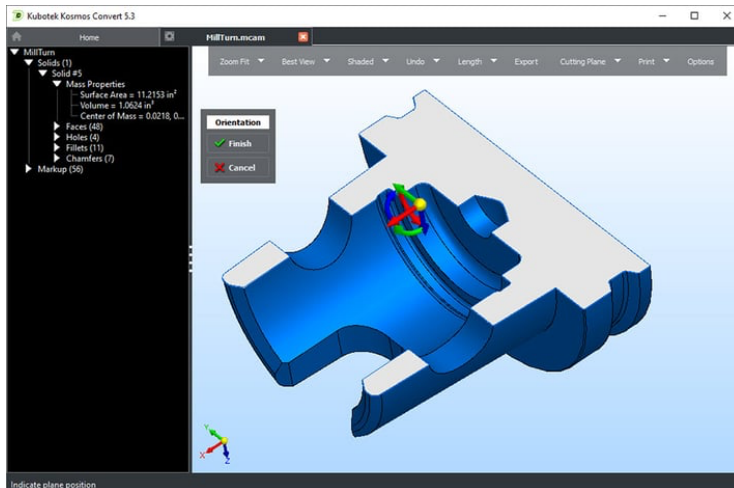 Kubotek Kosmos Convert 5.3
Home MillTurn.mcam
Zoom Fit Best View Shaded Undo Length Export Cutting Plane Print Options
MillTurn
Solids (1)
Solid #5
Mass Properties
Surface Area = 11.2153 in²
Volume = 1.0624 in³
Center of Mass = 0.0218, 0...
Faces (48)
Holes (4)
Fillets (11)
Chamfers (7)
Markup (56)
Orientation
Finish
Cancel
Y
X
Z
Indicate plane position